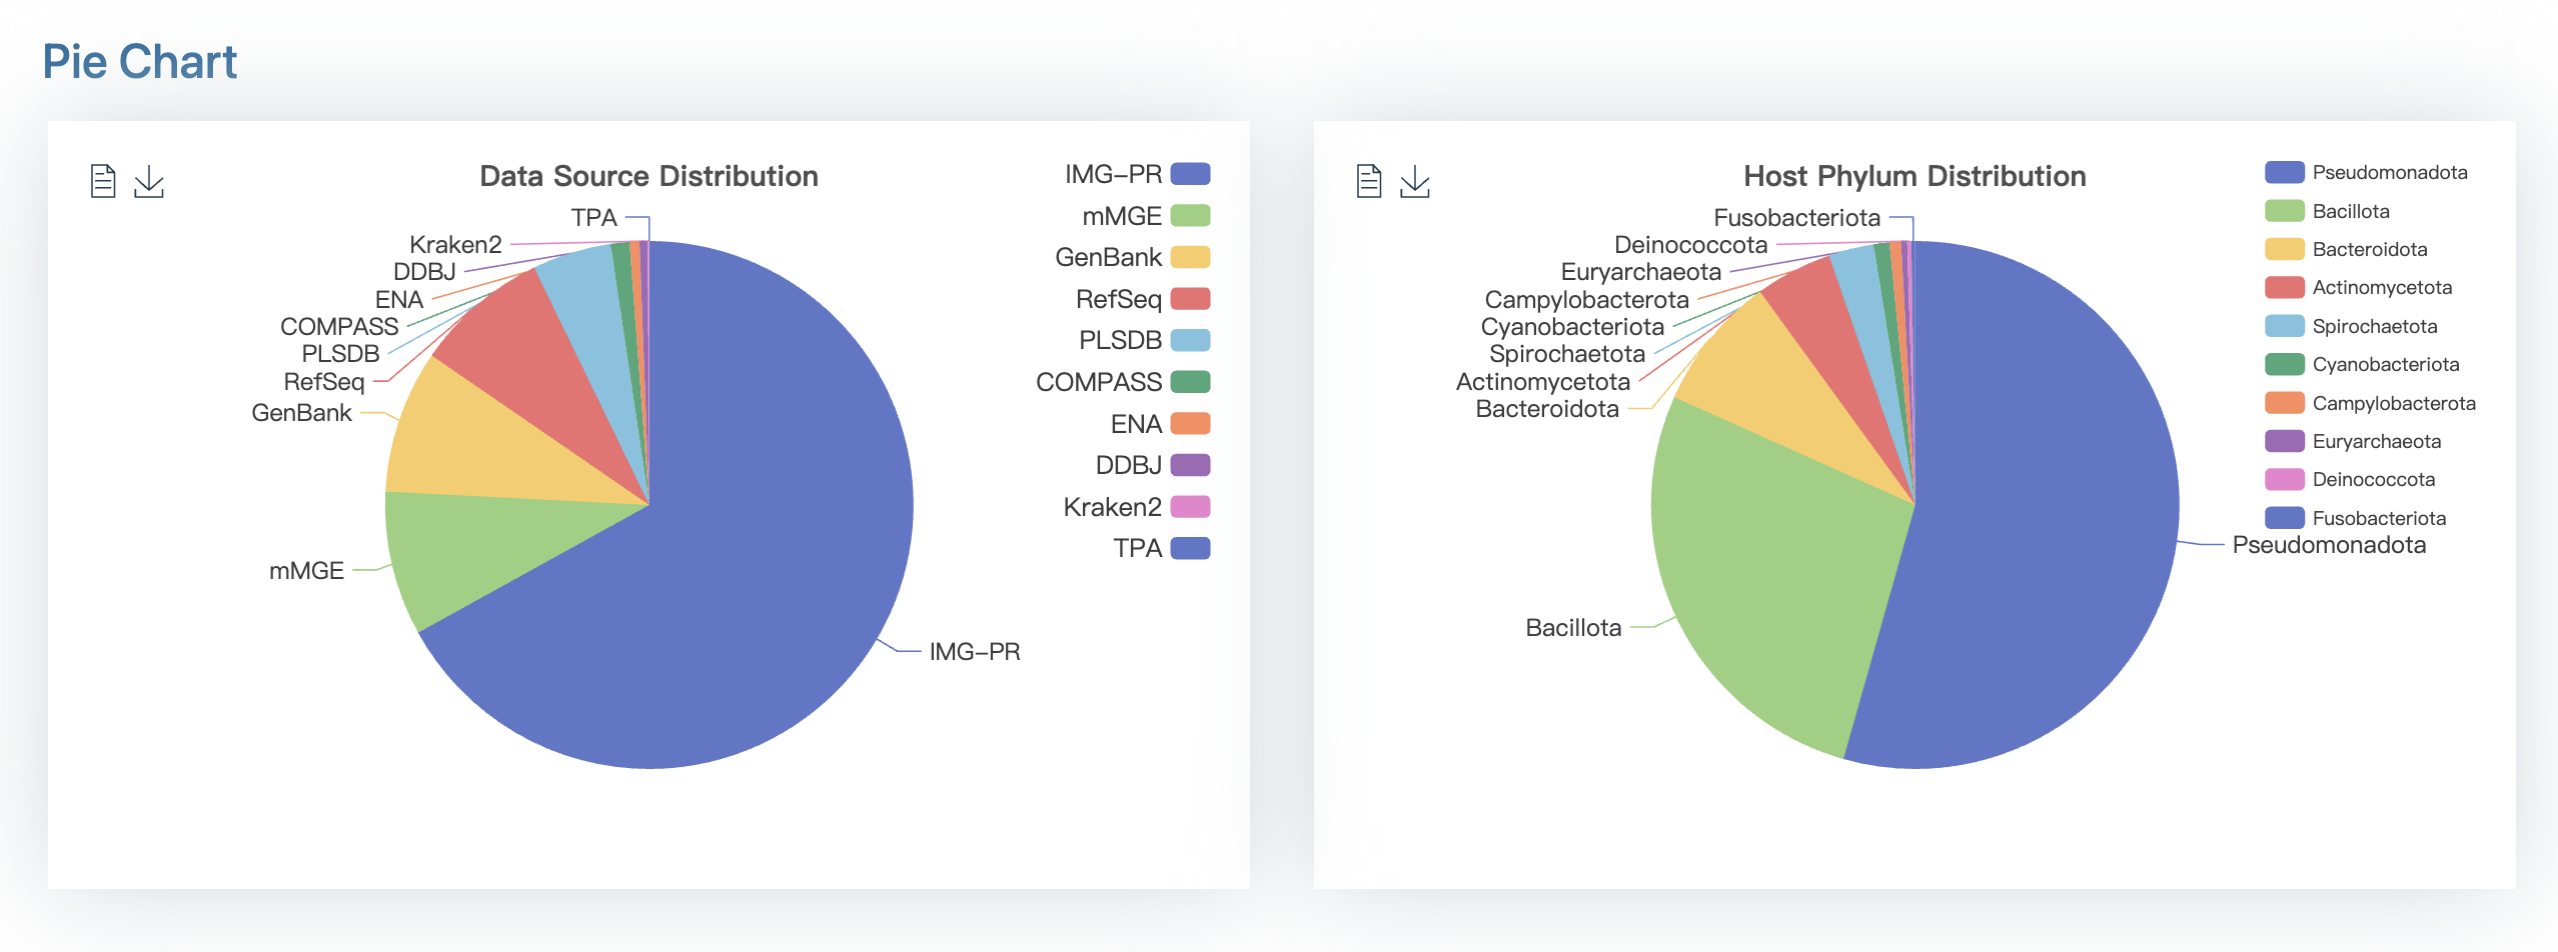 Pie Chart
Data Source Distribution
TPA
Kraken2
DDBJ
ENA
COMPASS
PLSDB
RefSeq
GenBank
mMGE
IMG-PR
IMG-PR
mMGE
GenBank
RefSeq
PLSDB
COMPASS
ENA
DDBJ
Kraken2
TPA
Host Phylum Distribution
Fusobacteriota
Deinococcota
Euryarchaeota
Campylobacterota
Cyanobacteriota
Spirochaetota
Actinomycetota
Bacteroidota
Bacillota
Pseudomonadota
Pseudomonadota
Bacillota
Bacteroidota
Actinomycetota
Spirochaetota
Cyanobacteriota
Campylobacterota
Euryarchaeota
Deinococcota
Fusobacteriota